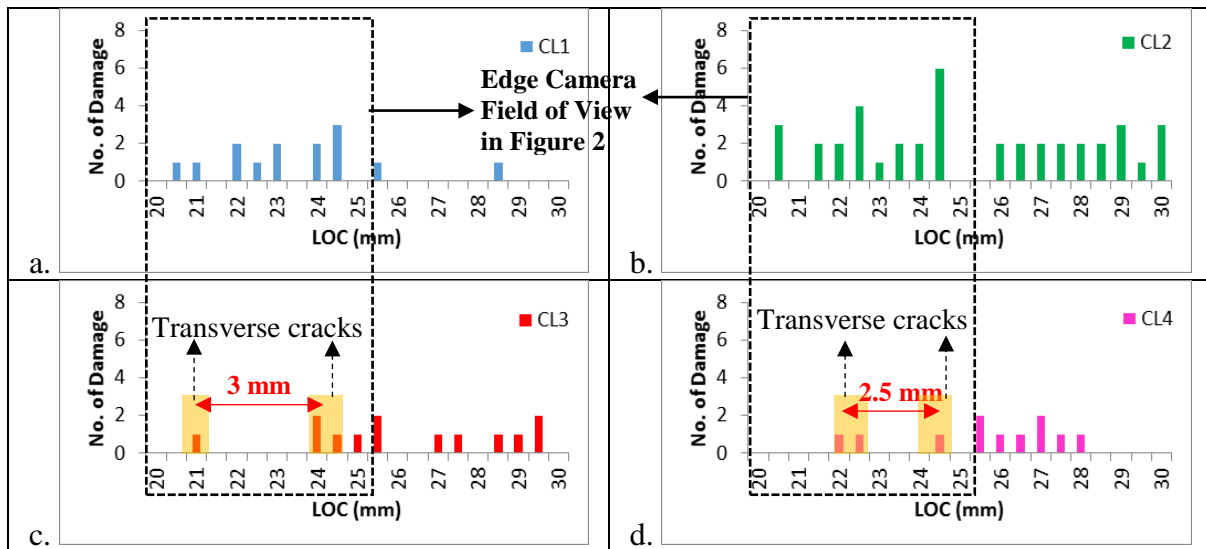 8
6
4
2
0
No. of Damage
CL1
20
21
22
23
24
25
26
27
28
29
30
LOC (mm)
a.
Edge Camera
Field of View
in Figure 2
8
6
4
2
0
No. of Damage
CL2
20
21
22
23
24
25
26
27
28
29
30
LOC (mm)
b.
8
6
4
2
0
No. of Damage
CL3
Transverse cracks
3 mm
20
21
22
23
24
25
26
27
28
29
30
LOC (mm)
c.
8
6
4
2
0
No. of Damage
CL4
Transverse cracks
2.5 mm
20
21
22
23
24
25
26
27
28
29
30
LOC (mm)
d.